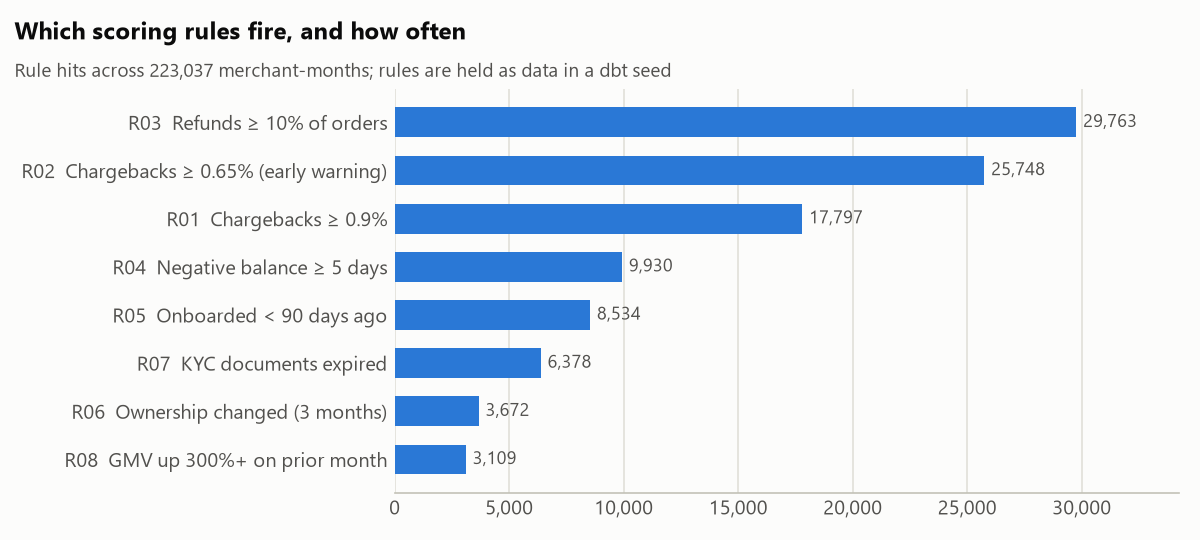 Which scoring rules fire, and how often
Rule hits across 223,037 merchant-months; rules are held as data in a dbt seed
R03 Refunds ≥ 10% of orders 29,763
R02 Chargebacks ≥ 0.65% (early warning) 25,748
R01 Chargebacks ≥ 0.9% 17,797
R04 Negative balance ≥ 5 days 9,930
R05 Onboarded < 90 days ago 8,534
R07 KYC documents expired 6,378
R06 Ownership changed (3 months) 3,672
R08 GMV up 300%+ on prior month 3,109
0 5,000 10,000 15,000 20,000 25,000 30,000